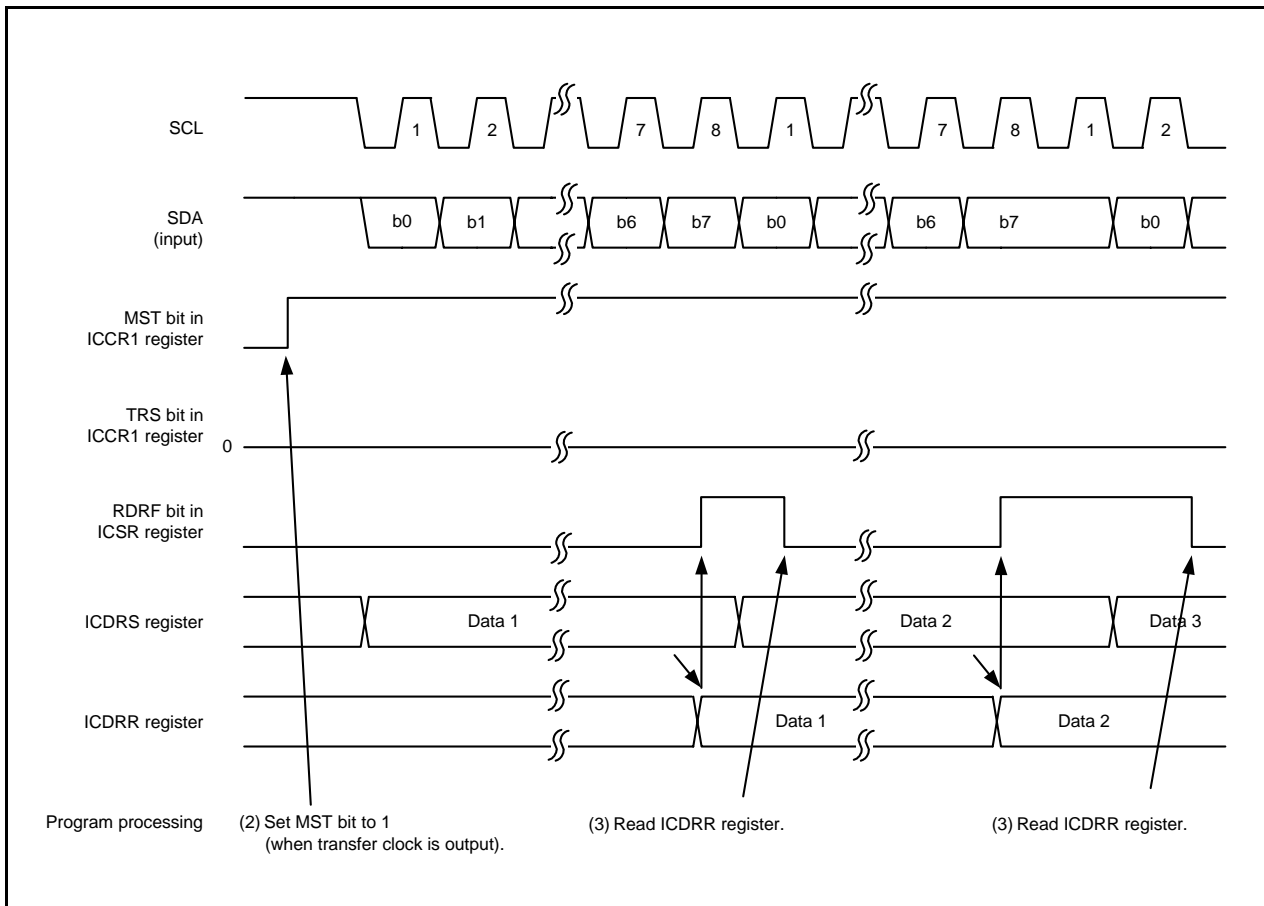 SCL
1 2 7 8 1 7 8 1 2
SDA
(input)
b0 b1 b6 b7 b0 b6 b7 b0
MST bit in
ICCR1 register
TRS bit in
ICCR1 register
0
RDRF bit in
ICSR register
ICDRS register
Data 1 Data 2 Data 3
ICDRR register
Data 1 Data 2
Program processing
(2) Set MST bit to 1
(when transfer clock is output).
(3) Read ICDRR register.
(3) Read ICDRR register.